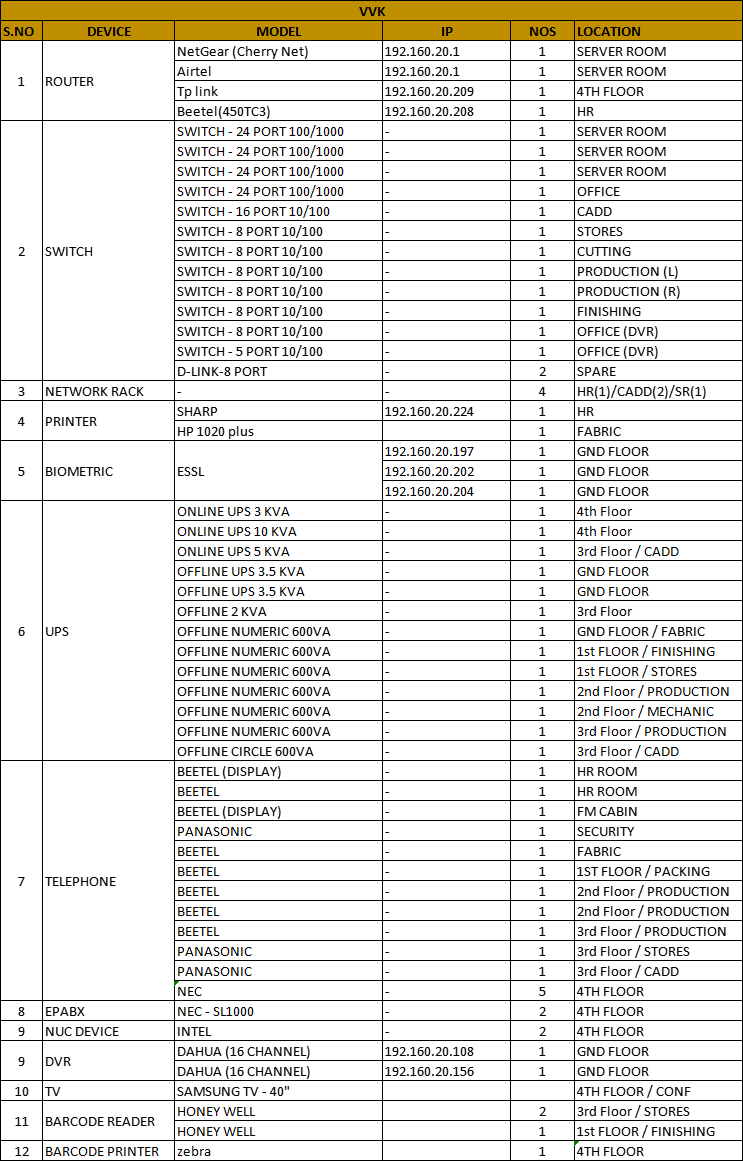 VVK
S.NO DEVICE MODEL IP NOS LOCATION
1 ROUTER NetGear (Cherry Net) 192.160.20.1 1 SERVER ROOM
Airtel 192.160.20.1 1 SERVER ROOM
Tp link 192.160.20.209 1 4TH FLOOR
Beetel(450TC3) 192.160.20.208 1 HR
2 SWITCH SWITCH - 24 PORT 100/1000 - 1 SERVER ROOM
SWITCH - 24 PORT 100/1000 - 1 SERVER ROOM
SWITCH - 24 PORT 100/1000 - 1 SERVER ROOM
SWITCH - 24 PORT 100/1000 - 1 OFFICE
SWITCH - 16 PORT 10/100 - 1 CADD
SWITCH - 8 PORT 10/100 - 1 STORES
SWITCH - 8 PORT 10/100 - 1 CUTTING
SWITCH - 8 PORT 10/100 - 1 PRODUCTION (L)
SWITCH - 8 PORT 10/100 - 1 PRODUCTION (R)
SWITCH - 8 PORT 10/100 - 1 FINISHING
SWITCH - 8 PORT 10/100 - 1 OFFICE (DVR)
SWITCH - 5 PORT 10/100 - 1 OFFICE (DVR)
D-LINK-8 PORT - 2 SPARE
3 NETWORK RACK - - 4 HR(1)/CADD(2)/SR(1)
4 PRINTER SHARP 192.160.20.224 1 HR
HP 1020 plus 1 FABRIC
5 BIOMETRIC ESSL 192.160.20.197 1 GND FLOOR
192.160.20.202 1 GND FLOOR
192.160.20.204 1 GND FLOOR
6 UPS ONLINE UPS 3 KVA - 1 4th Floor
ONLINE UPS 10 KVA - 1 4th Floor
ONLINE UPS 5 KVA - 1 3rd Floor / CADD
OFFLINE UPS 3.5 KVA - 1 GND FLOOR
OFFLINE UPS 3.5 KVA - 1 GND FLOOR
OFFLINE 2 KVA - 1 3rd Floor
OFFLINE NUMERIC 600VA - 1 GND FLOOR / FABRIC
OFFLINE NUMERIC 600VA - 1 1st FLOOR / FINISHING
OFFLINE NUMERIC 600VA - 1 1st FLOOR / STORES
OFFLINE NUMERIC 600VA - 1 2nd Floor / PRODUCTION
OFFLINE NUMERIC 600VA - 1 2nd Floor / MECHANIC
OFFLINE NUMERIC 600VA - 1 3rd Floor / PRODUCTION
OFFLINE CIRCLE 600VA - 1 3rd Floor / CADD
7 TELEPHONE BEETEL (DISPLAY) - 1 HR ROOM
BEETEL - 1 HR ROOM
BEETEL (DISPLAY) - 1 FM CABIN
PANASONIC - 1 SECURITY
BEETEL - 1 FABRIC
BEETEL - 1 1ST FLOOR / PACKING
BEETEL - 1 2nd Floor / PRODUCTION
BEETEL - 1 2nd Floor / PRODUCTION
BEETEL - 1 3rd Floor / PRODUCTION
PANASONIC - 1 3rd Floor / STORES
PANASONIC - 1 3rd Floor / CADD
NEC - 5 4TH FLOOR
8 EPABX NEC - SL1000 - 2 4TH FLOOR
9 NUC DEVICE INTEL - 2 4TH FLOOR
9 DVR DAHUA (16 CHANNEL) 192.160.20.108 1 GND FLOOR
DAHUA (16 CHANNEL) 192.160.20.156 1 GND FLOOR
10 TV SAMSUNG TV - 40" 4TH FLOOR / CONF
11 BARCODE READER HONEY WELL 2 3rd Floor / STORES
HONEY WELL 1 1st FLOOR / FINISHING
12 BARCODE PRINTER zebra 1 4TH FLOOR